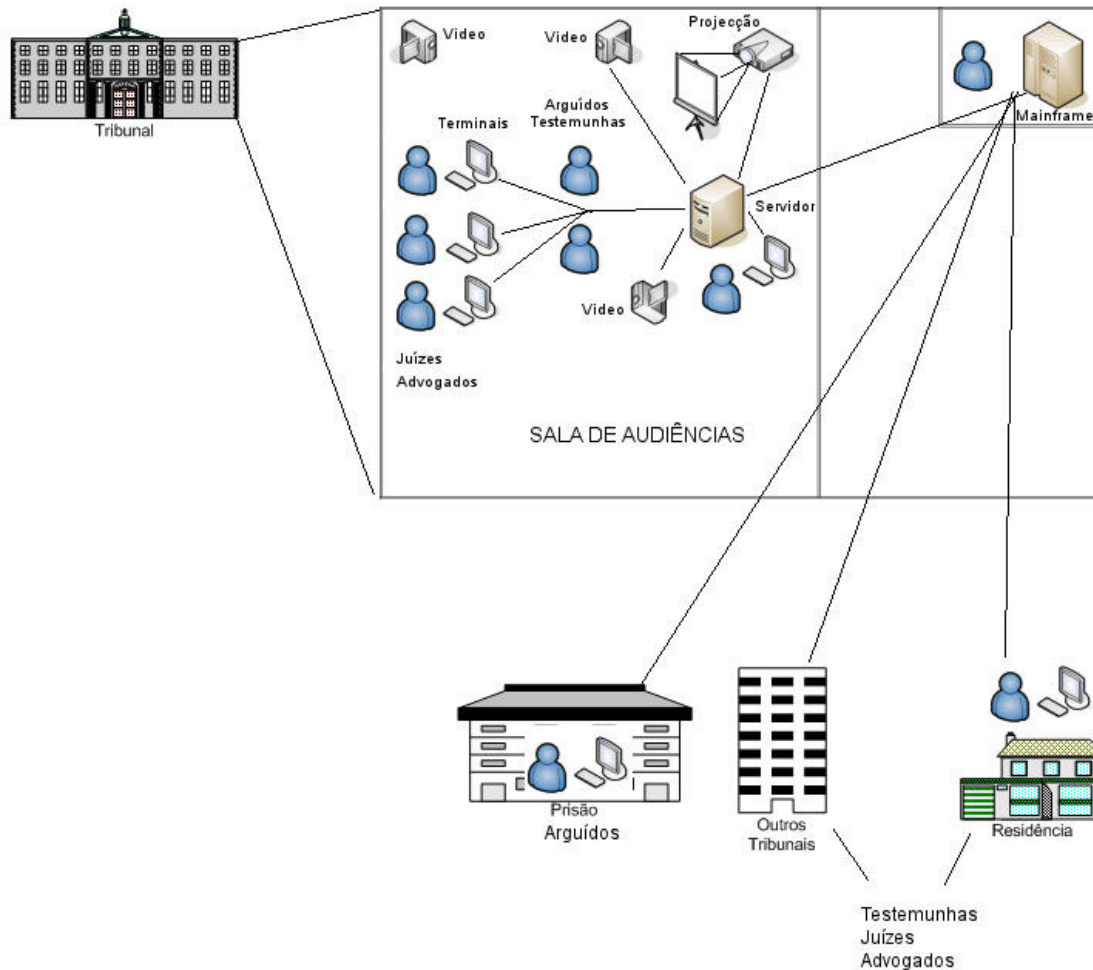 Tribunal
Video
Video
Projecção
Mainframe
Terminais
Arguídos
Testemunhas
Servidor
Video
Juízes
Advogados
SALA DE AUDIÊNCIAS
Prisão
Arguídos
Outros
Tribunais
Residência
Testemunhas
Juízes
Advogados